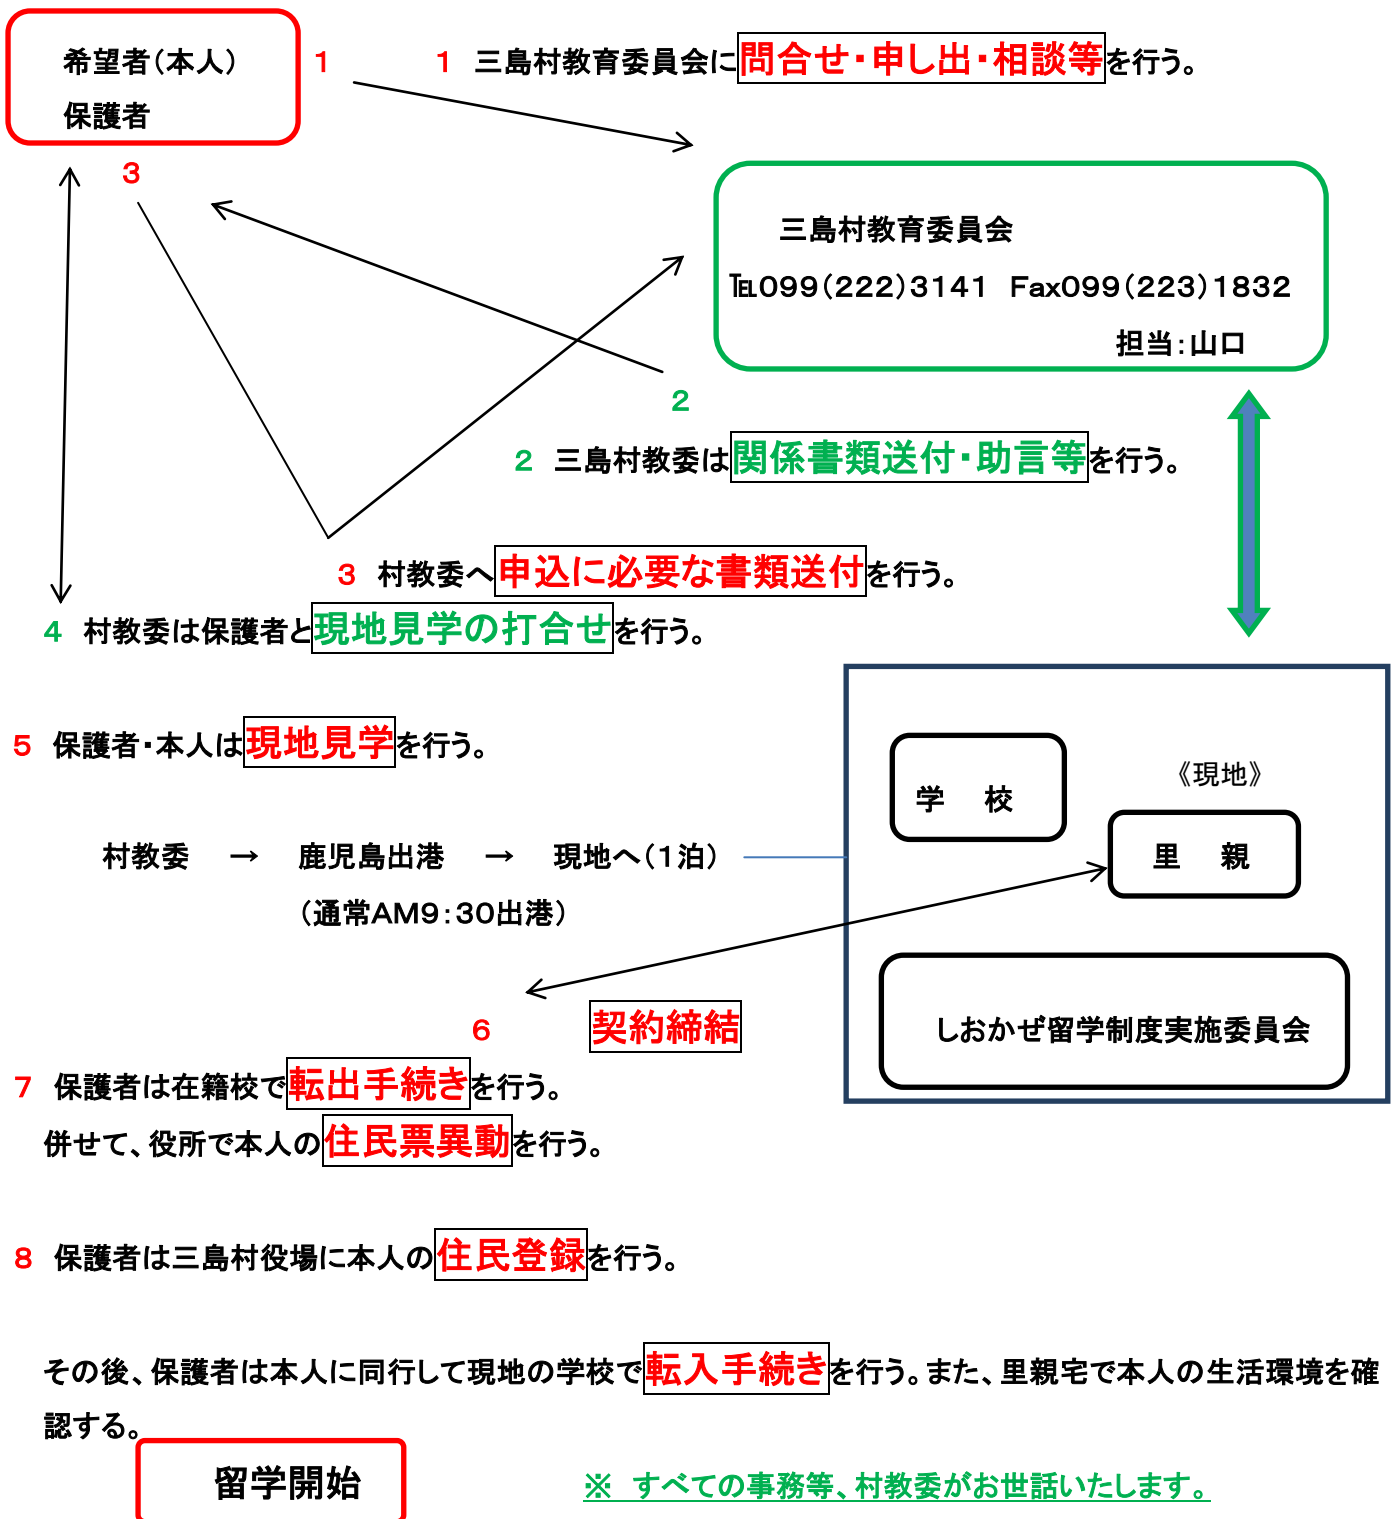 希望者（本人）
保護者
１
１　三島村教育委員会に問合せ・申し出・相談等を行う。
３
三島村教育委員会
℡０９９（２２２）３１４１　Fax０９９（２２３）１８３２
担当：山口
２
２　三島村教委は関係書類送付・助言等を行う。
３　村教委へ申込に必要な書類送付を行う。
４　村教委は保護者と現地見学の打合せを行う。
５　保護者・本人は現地見学を行う。
学　校
《現地》
里　親
村教委　→　鹿児島出港　→　現地へ（１泊）
（通常AM９：３０出港）
しおかぜ留学制度実施委員会
６　契約締結
７　保護者は在籍校で転出手続きを行う。
併せて、役所で本人の住民票異動を行う。
８　保護者は三島村役場に本人の住民登録を行う。
その後、保護者は本人に同行して現地の学校で転入手続きを行う。また、里親宅で本人の生活環境を確
認する。
留学開始
※　すべての事務等、村教委がお世話いたします。